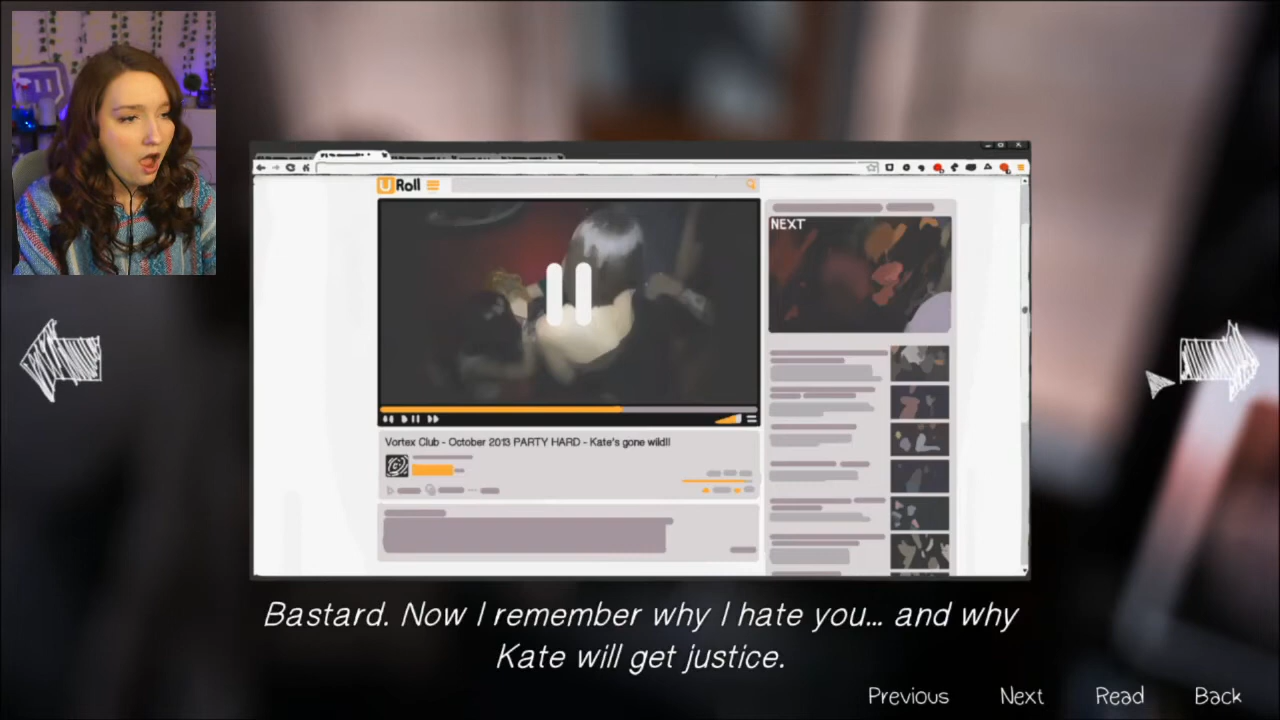 URoll
NEXT
Vortex Club - October 2013 PARTY HARD - Kate's gone wild!!
Bastard. Now I remember why I hate you... and why
Kate will get justice.
Previous Next Read Back